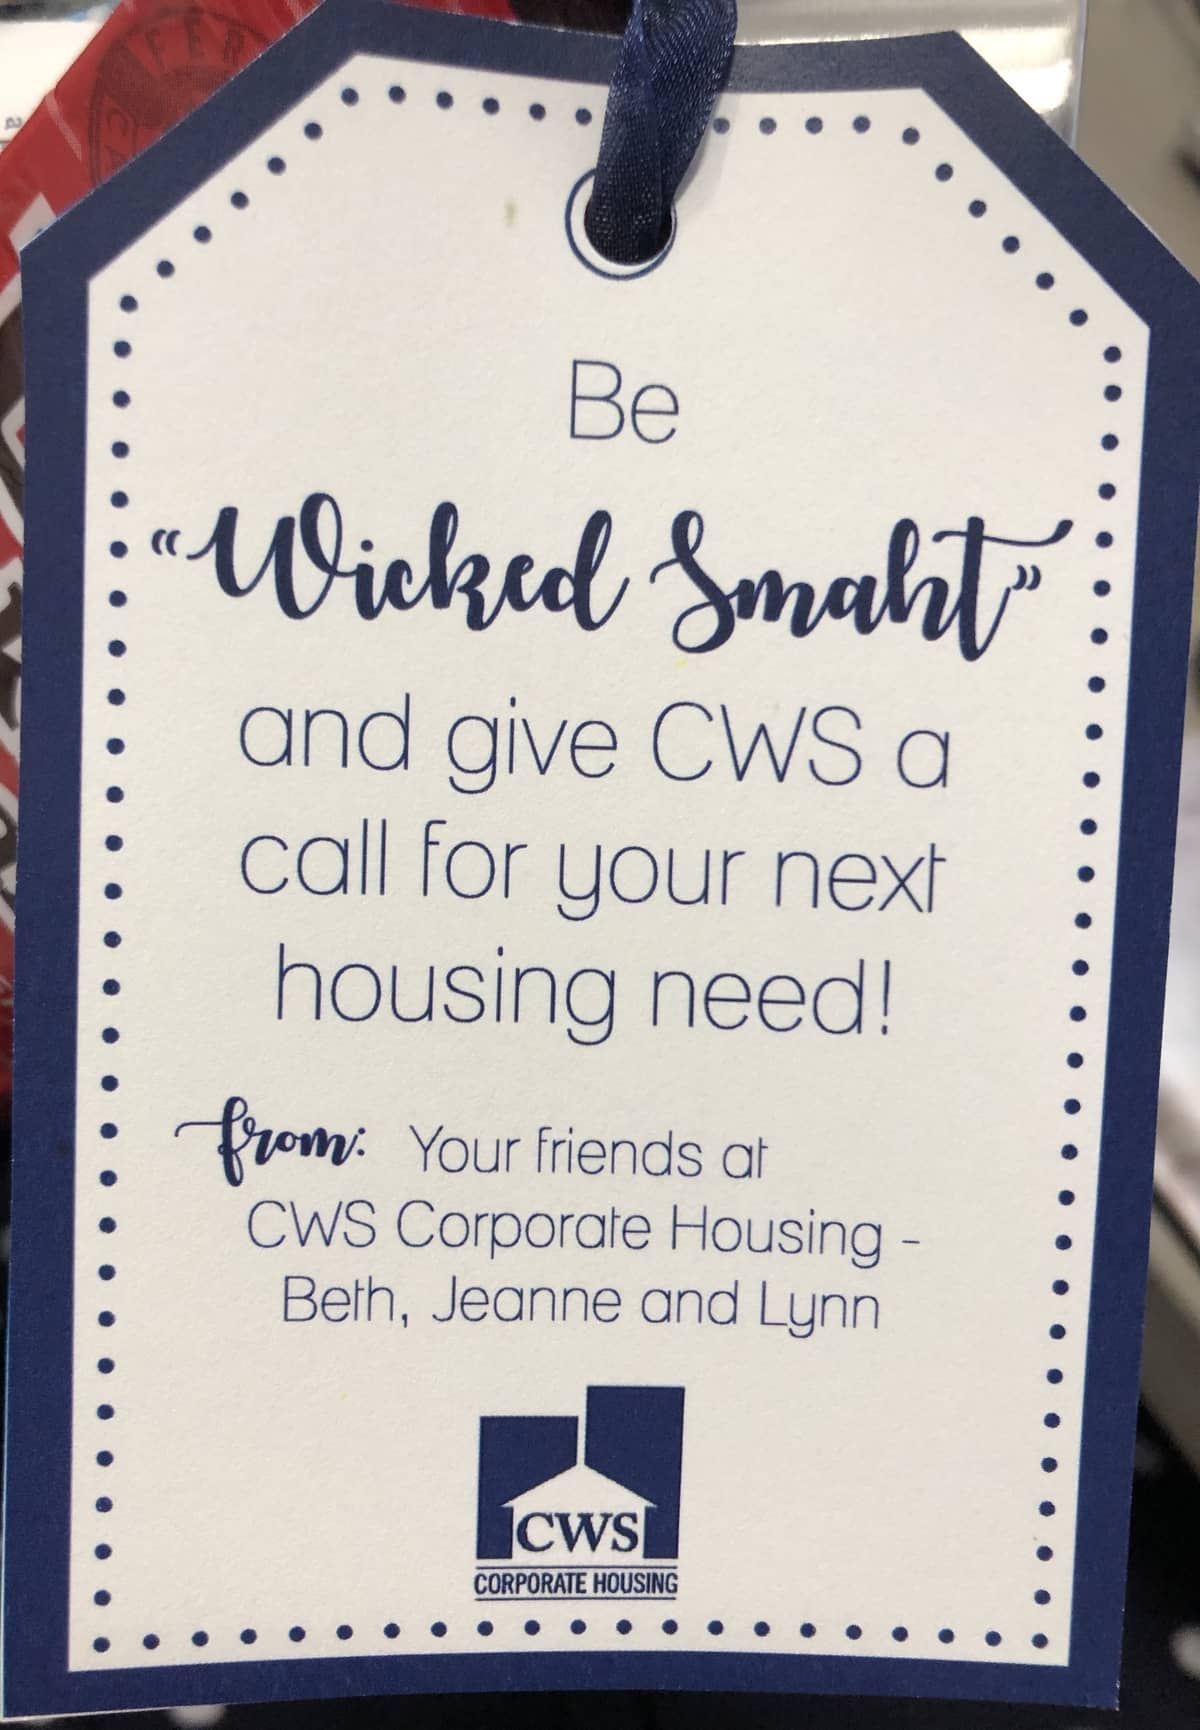 Be
“Wicked Smaht”
and give CWS a
call for your next
housing need!
from: Your friends at
CWS Corporate Housing -
Beth, Jeanne and Lynn
CWS
CORPORATE HOUSING